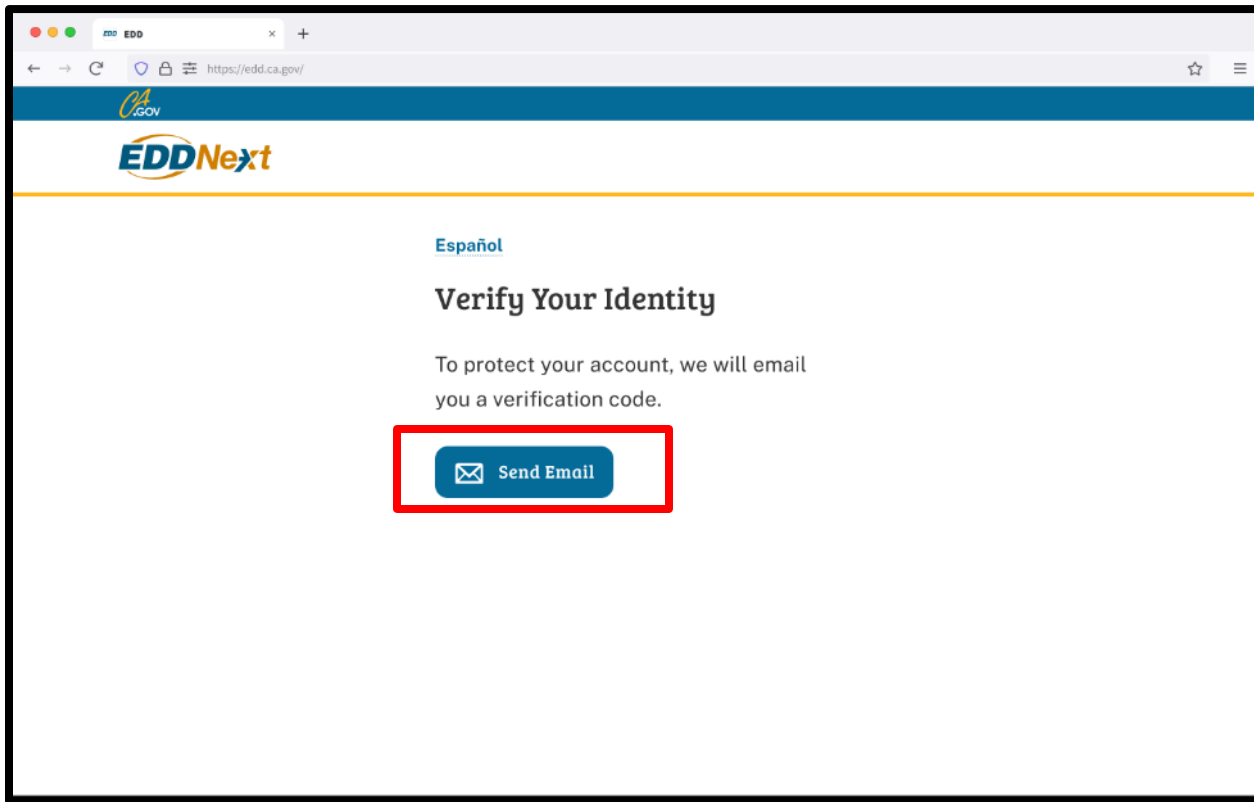 EDD EDD
https://edd.ca.gov/
CA.GOV
EDDNext
Español
Verify Your Identity
To protect your account, we will email
you a verification code.
Send Email